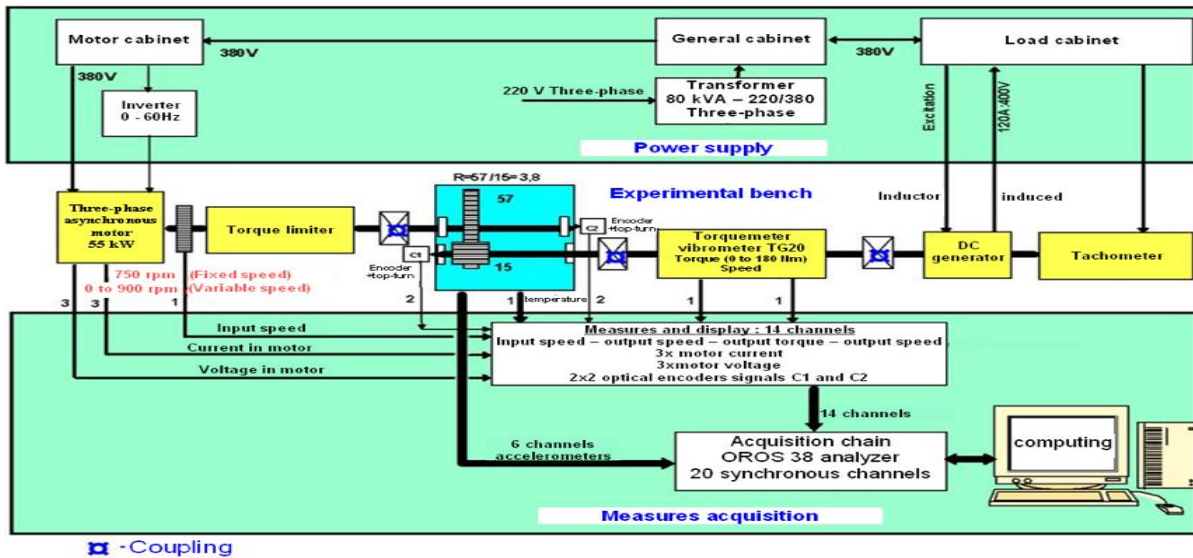 Motor cabinet
General cabinet
Load cabinet
380V
380V
380V
Inverter
0 - 60Hz
220 V Three-phase
Transformer
80 kVA – 220/380
Three-phase
Excitation
120A:400V
Power supply
R=57/15=3,8
Experimental bench
Inductor
induced
Three-phase
asynchronous
motor
55 kW
Torque limiter
57
15
C2
Encoder
+top-turn
C1
Encoder
+top-turn
Torquemeter
vibrometer TG20
Torque (0 to 180 Nm)
Speed
DC
generator
Tachometer
750 rpm (Fixed speed)
0 to 900 rpm (Variable speed)
3
3
1
2
1
temperature
2
1
1
Input speed
Current in motor
Voltage in motor
Measures and display : 14 channels
Input speed – output speed – output torque – output speed
3x motor current
3xmotor voltage
2x2 optical encoders signals C1 and C2
14 channels
6 channels
accelerometers
Acquisition chain
OROS 38 analyzer
20 synchronous channels
computing
Measures acquisition
-Coupling